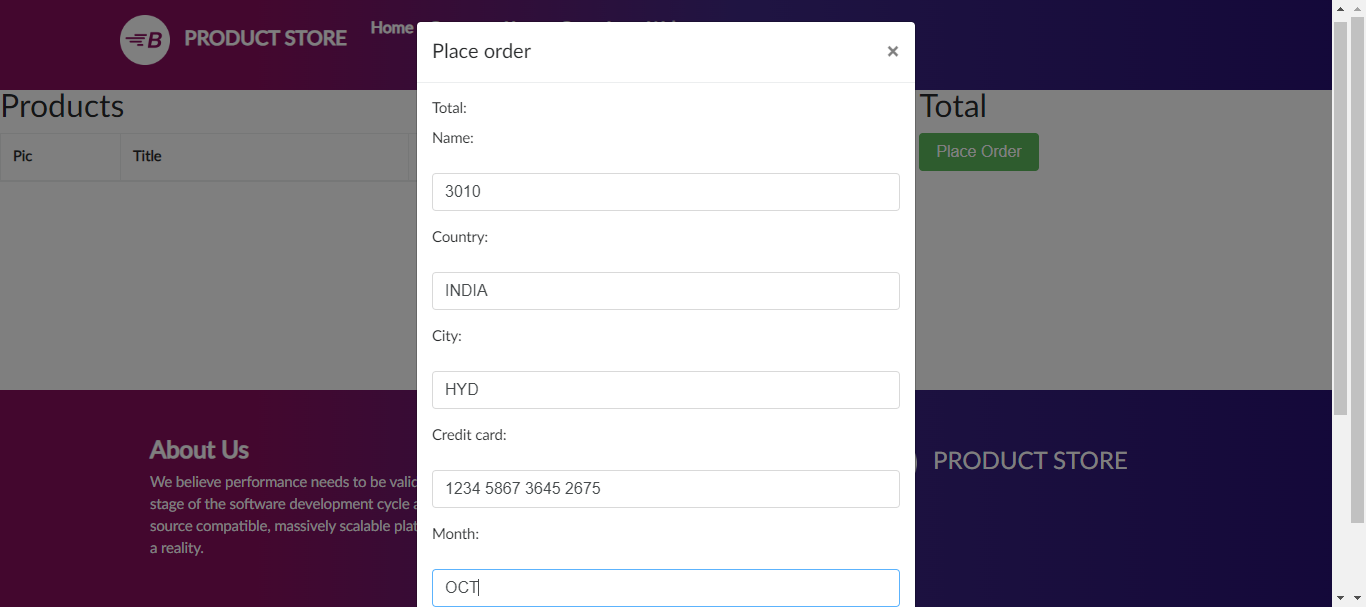 B PRODUCT STORE Home
Place order ×
Products
Total
Pic Title
Place Order
Total:
Name:
3010
Country:
INDIA
City:
HYD
Credit card:
1234 5867 3645 2675
Month:
OCT
About Us
We believe performance needs to be valid
stage of the software development cycle a
source compatible, massively scalable plat
a reality.
PRODUCT STORE